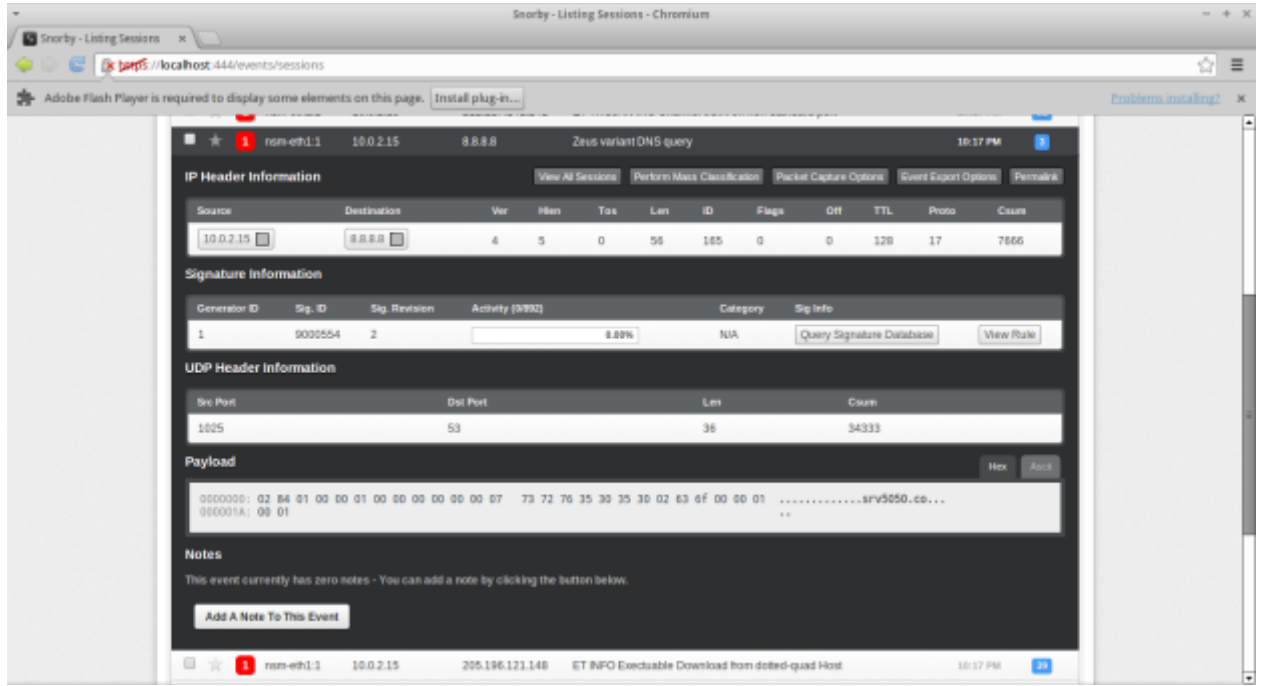 Snorby - Listing Sessions - Chromium
Snorby - Listing Sessions
https://localhost:444/events/sessions
Adobe Flash Player is required to display some elements on this page. Install plug-in... Problems installing?
1 nsm-eth1:1 10.0.2.15 8.8.8.8 Zeus variant DNS query 10:17 PM 3
IP Header Information View All Sessions Perform Mass Classification Packet Capture Options Event Export Options Permalink
Source Destination Ver Hlen Tos Len ID Flags Off TTL Proto Csum
10.0.2.15 8.8.8.8 4 5 0 56 165 0 0 128 17 7666
Signature Information
Generator ID Sig. ID Sig. Revision Activity (0/892) Category Sig Info
1 9000554 2 0.00% N/A Query Signature Database View Rule
UDP Header Information
Src Port Dst Port Len Csum
1025 53 36 34333
Payload Hex Ascii
0000000: 02 84 01 00 00 01 00 00 00 00 00 00 07 73 72 76 35 30 35 30 02 63 6f 00 00 01 .............srv5050.co...
000001A: 00 01 ..
Notes
This event currently has zero notes - You can add a note by clicking the button below.
Add A Note To This Event
1 nsm-eth1:1 10.0.2.15 205.196.121.148 ET INFO Exectuable Download from dotted-quad Host 10:17 PM 39